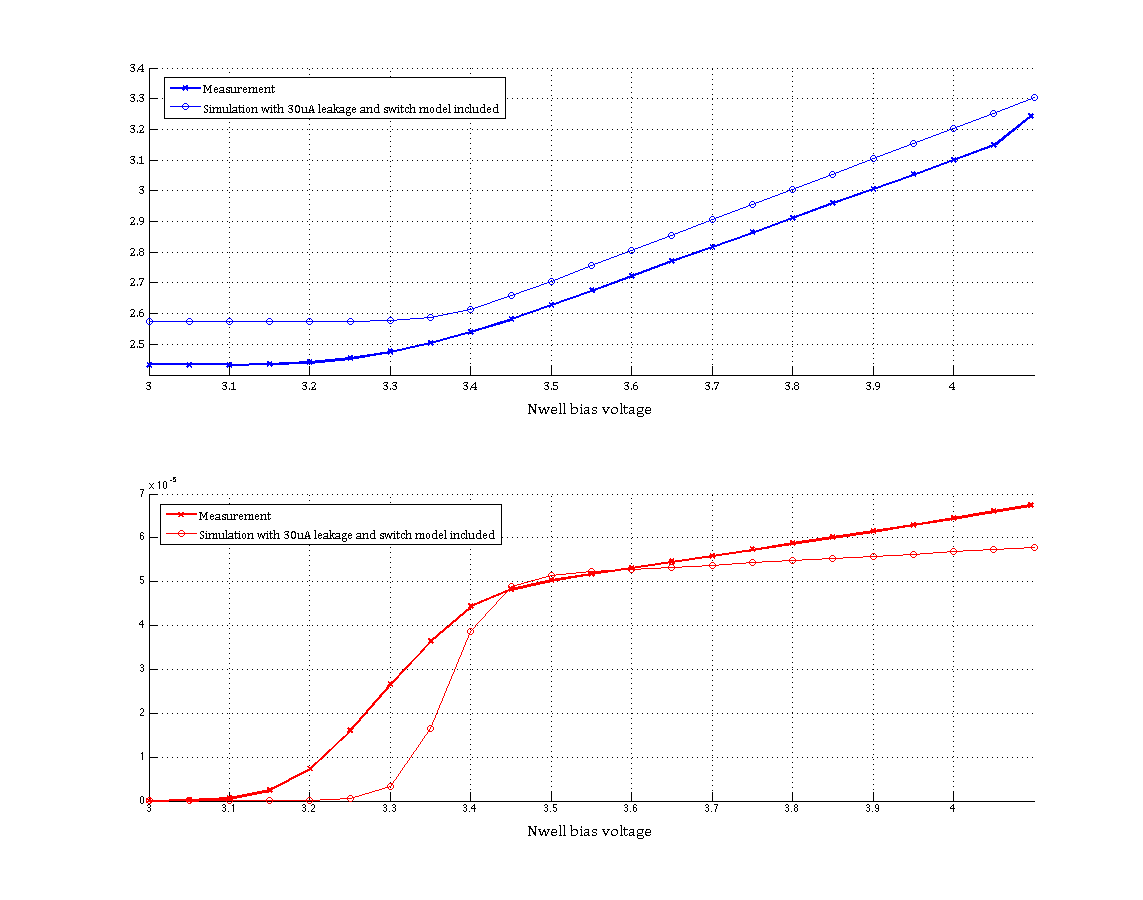 3.4
3.3
3.2
3.1
3
2.9
2.8
2.7
2.6
2.5
Measurement
Simulation with 30uA leakage and switch model included
3 3.1 3.2 3.3 3.4 3.5 3.6 3.7 3.8 3.9 4
Nwell bias voltage
x 10^-5
7
6
5
4
3
2
1
0
Measurement
Simulation with 30uA leakage and switch model included
3 3.1 3.2 3.3 3.4 3.5 3.6 3.7 3.8 3.9 4
Nwell bias voltage